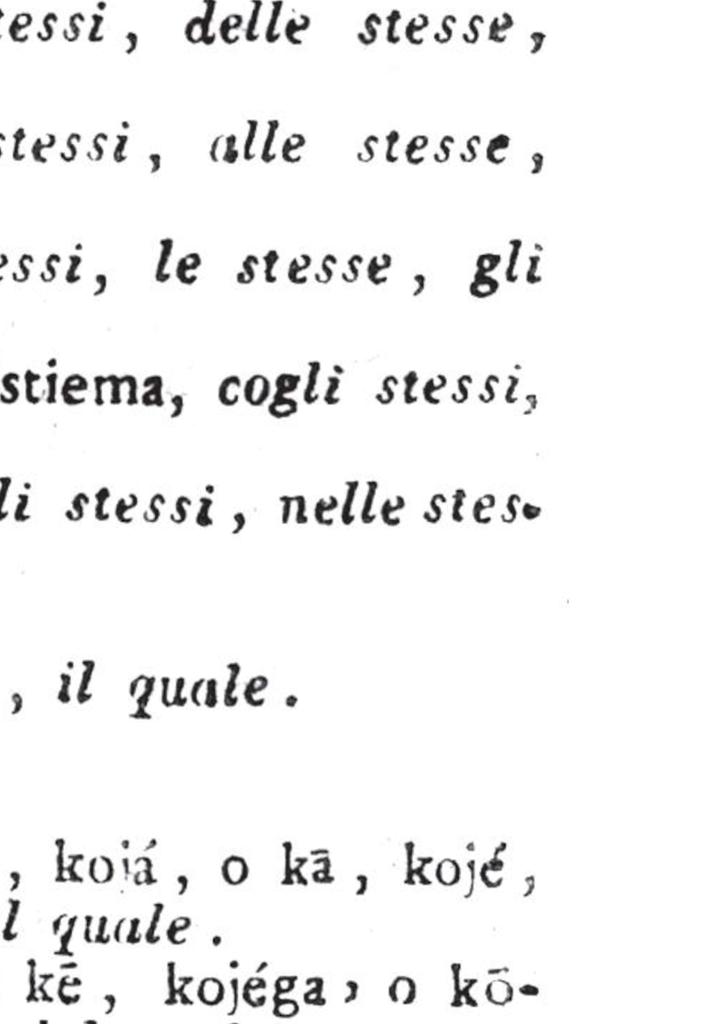 tessi, delle stesse,
stessi, alle stesse,
essi, le stesse, gli
stiema, cogli stessi,
li stessi, nelle stes-
, il quale.
, kojá, o kā, kojé,
l quale.
kē, kojéga, o kō-